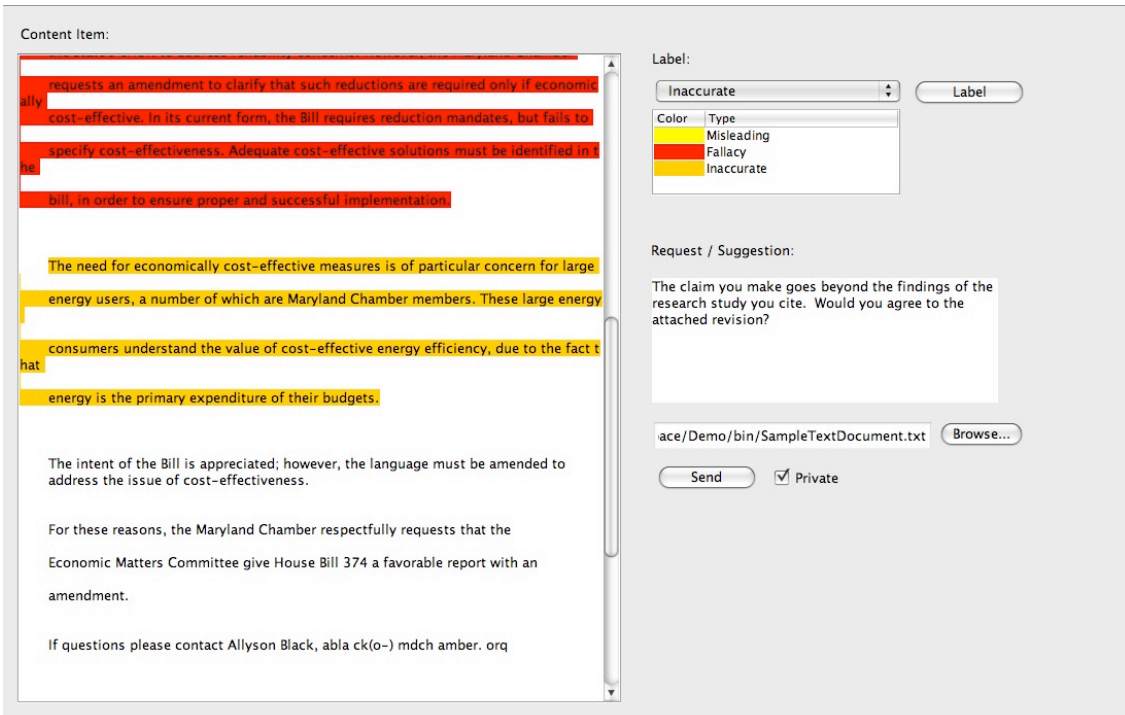 Content Item:
requests an amendment to clarify that such reductions are required only if economic
ally
cost-effective. In its current form, the Bill requires reduction mandates, but fails to
specify cost-effectiveness. Adequate cost-effective solutions must be identified in t
he
bill, in order to ensure proper and successful implementation.
The need for economically cost-effective measures is of particular concern for large
energy users, a number of which are Maryland Chamber members. These large energy
consumers understand the value of cost-effective energy efficiency, due to the fact t
hat
energy is the primary expenditure of their budgets.
The intent of the Bill is appreciated; however, the language must be amended to
address the issue of cost-effectiveness.
For these reasons, the Maryland Chamber respectfully requests that the
Economic Matters Committee give House Bill 374 a favorable report with an
amendment.
If questions please contact Allyson Black, abla ck(o-) mdch amber. orq
Label:
Inaccurate
Label
Color Type
Misleading
Fallacy
Inaccurate
Request / Suggestion:
The claim you make goes beyond the findings of the
research study you cite. Would you agree to the
attached revision?
ace/Demo/bin/SampleTextDocument.txt
Browse...
Send
Private